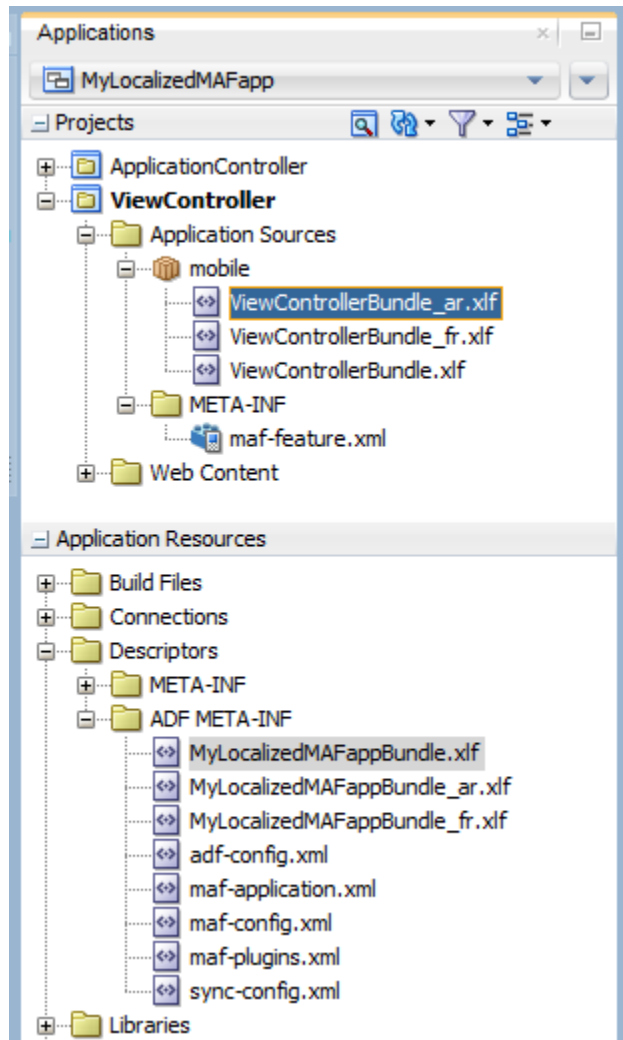 Applications
MyLocalizedMAFapp
Projects
ApplicationController
ViewController
Application Sources
mobile
ViewControllerBundle_ar.xlf
ViewControllerBundle_fr.xlf
ViewControllerBundle.xlf
META-INF
maf-feature.xml
Web Content
Application Resources
Build Files
Connections
Descriptors
META-INF
ADF META-INF
MyLocalizedMAFappBundle.xlf
MyLocalizedMAFappBundle_ar.xlf
MyLocalizedMAFappBundle_fr.xlf
adf-config.xml
maf-application.xml
maf-config.xml
maf-plugins.xml
sync-config.xml
Libraries